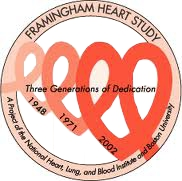 FRAMINGHAM HEART STUDY
Three Generations of Dedication
1948
1971
2002
A Project of the National Heart, Lung, and Blood Institute and Boston University